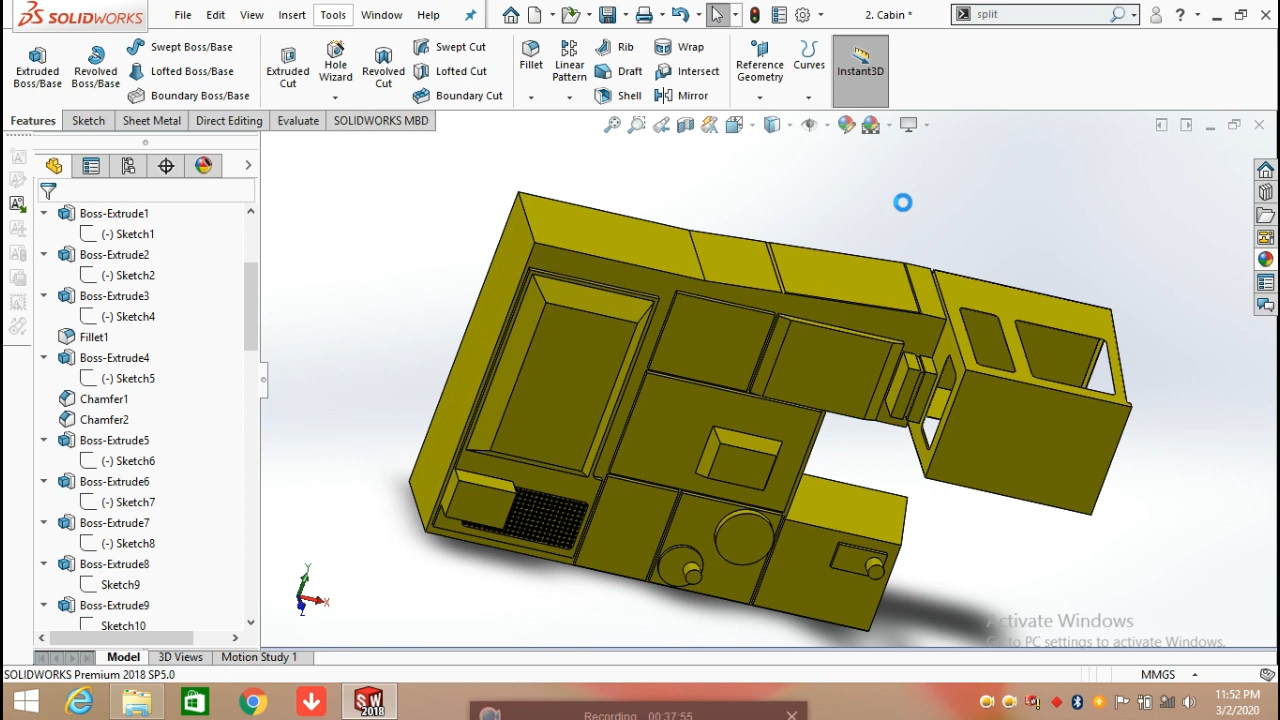 SOLIDWORKS
File Edit View Insert Tools Window Help
2. Cabin *
split
Extruded Boss/Base
Revolved Boss/Base
Swept Boss/Base
Lofted Boss/Base
Boundary Boss/Base
Extruded Cut
Hole Wizard
Revolved Cut
Swept Cut
Lofted Cut
Boundary Cut
Fillet
Linear Pattern
Rib
Draft
Shell
Wrap
Intersect
Mirror
Reference Geometry
Curves
Instant3D
Features Sketch Sheet Metal Direct Editing Evaluate SOLIDWORKS MBD
Boss-Extrude1
(-) Sketch1
Boss-Extrude2
(-) Sketch2
Boss-Extrude3
(-) Sketch4
Fillet1
Boss-Extrude4
(-) Sketch5
Chamfer1
Chamfer2
Boss-Extrude5
(-) Sketch6
Boss-Extrude6
(-) Sketch7
Boss-Extrude7
(-) Sketch8
Boss-Extrude8
Sketch9
Boss-Extrude9
Sketch10
Y
X
Z
Activate Windows
Go to PC settings to activate Windows.
Model 3D Views Motion Study 1
SOLIDWORKS Premium 2018 SP5.0
MMGS
SW
2018
Recording 00:37:55
11:52 PM
3/2/2020